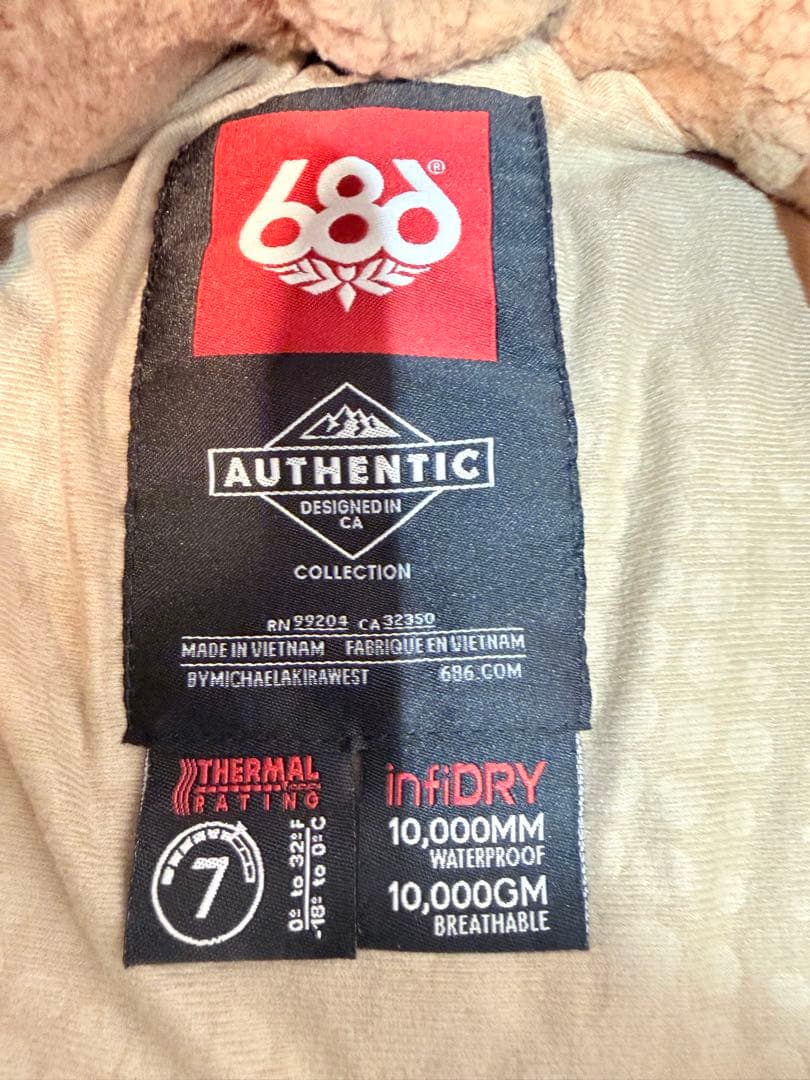 686®
AUTHENTIC
DESIGNED IN
CA
COLLECTION
RN 99204 CA 32350
MADE IN VIETNAM FABRIQUE EN VIETNAM
BYMICHAELAKIRAWEST 686.COM
THERMAL
RATING
7
0° to 32° F
-18° to 0° C
infiDRY
10,000MM
WATERPROOF
10,000GM
BREATHABLE